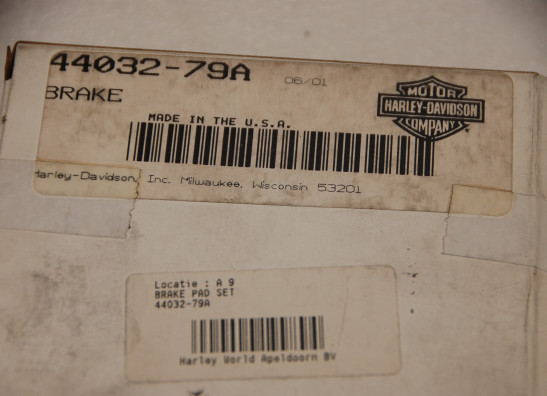 44032-79A 06/01
BRAKE
MOTOR
HARLEY-DAVIDSON
COMPANY
MADE IN THE U.S.A.
Harley-Davidson, Inc. Milwaukee, Wisconsin 53201
Locatie : A 9
BRAKE PAD SET
44032-79A
Harley World Apeldoorn BV